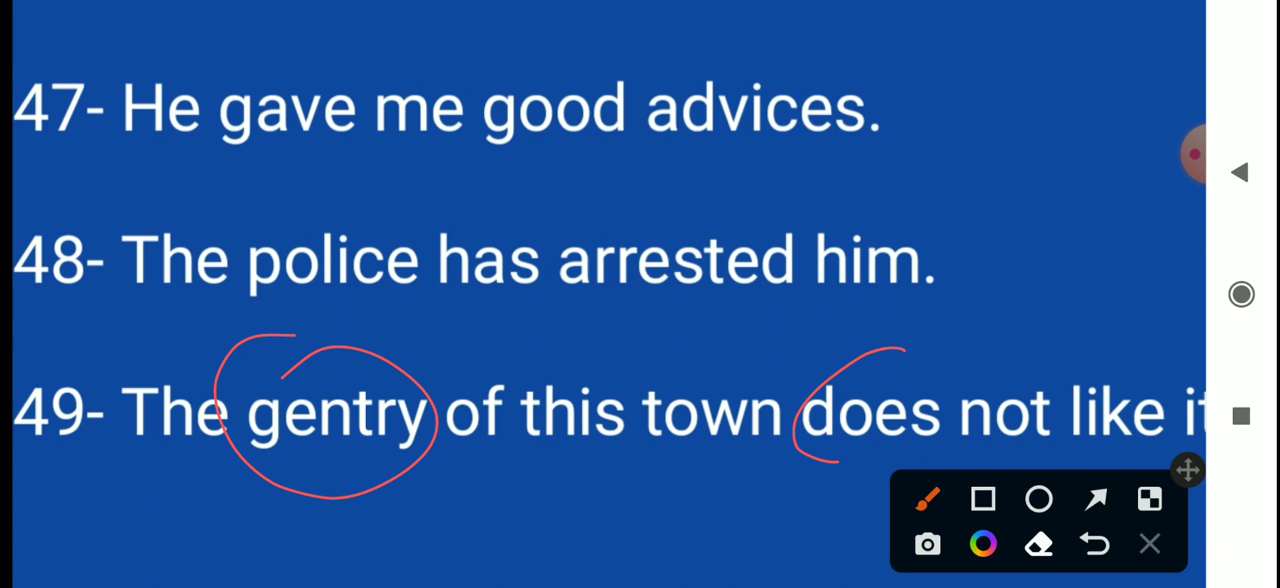 47- He gave me good advices.
48- The police has arrested him.
49- The gentry of this town does not like it